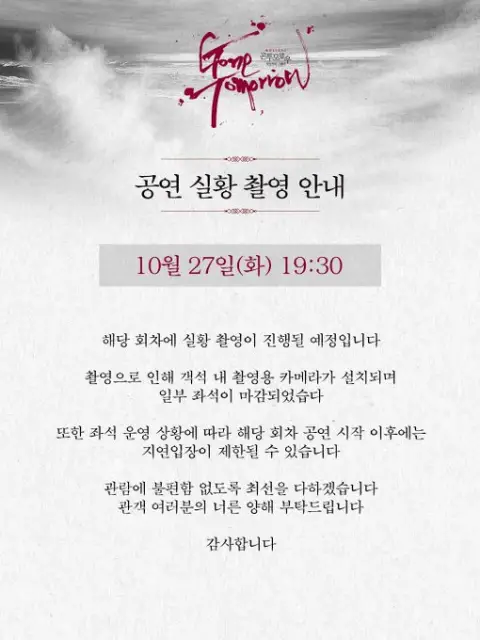 Gone
Tomorrow
공연 실황 촬영 안내
10월 27일(화) 19:30
해당 회차에 실황 촬영이 진행될 예정입니다
촬영으로 인해 객석 내 촬영용 카메라가 설치되며
일부 좌석이 마감되었습다
또한 좌석 운영 상황에 따라 해당 회차 공연 시작 이후에는
지연입장이 제한될 수 있습니다
관람에 불편함 없도록 최선을 다하겠습니다
관객 여러분의 너른 양해 부탁드립니다
감사합니다